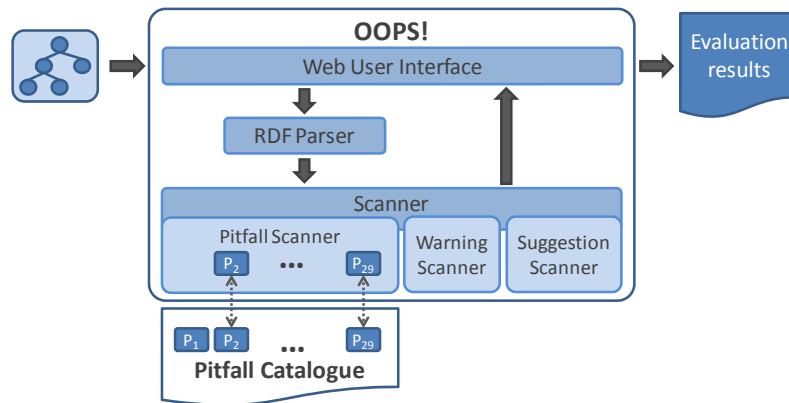 OOPS!
Web User Interface
Evaluation
results
RDF Parser
Scanner
Pitfall Scanner
P2 ... P29
Warning
Scanner
Suggestion
Scanner
P1 P2 ... P29
Pitfall Catalogue